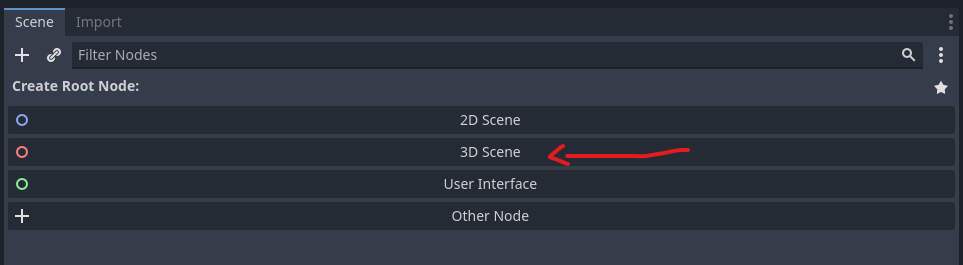 Scene Import
Filter Nodes
Create Root Node:
2D Scene
3D Scene
User Interface
Other Node